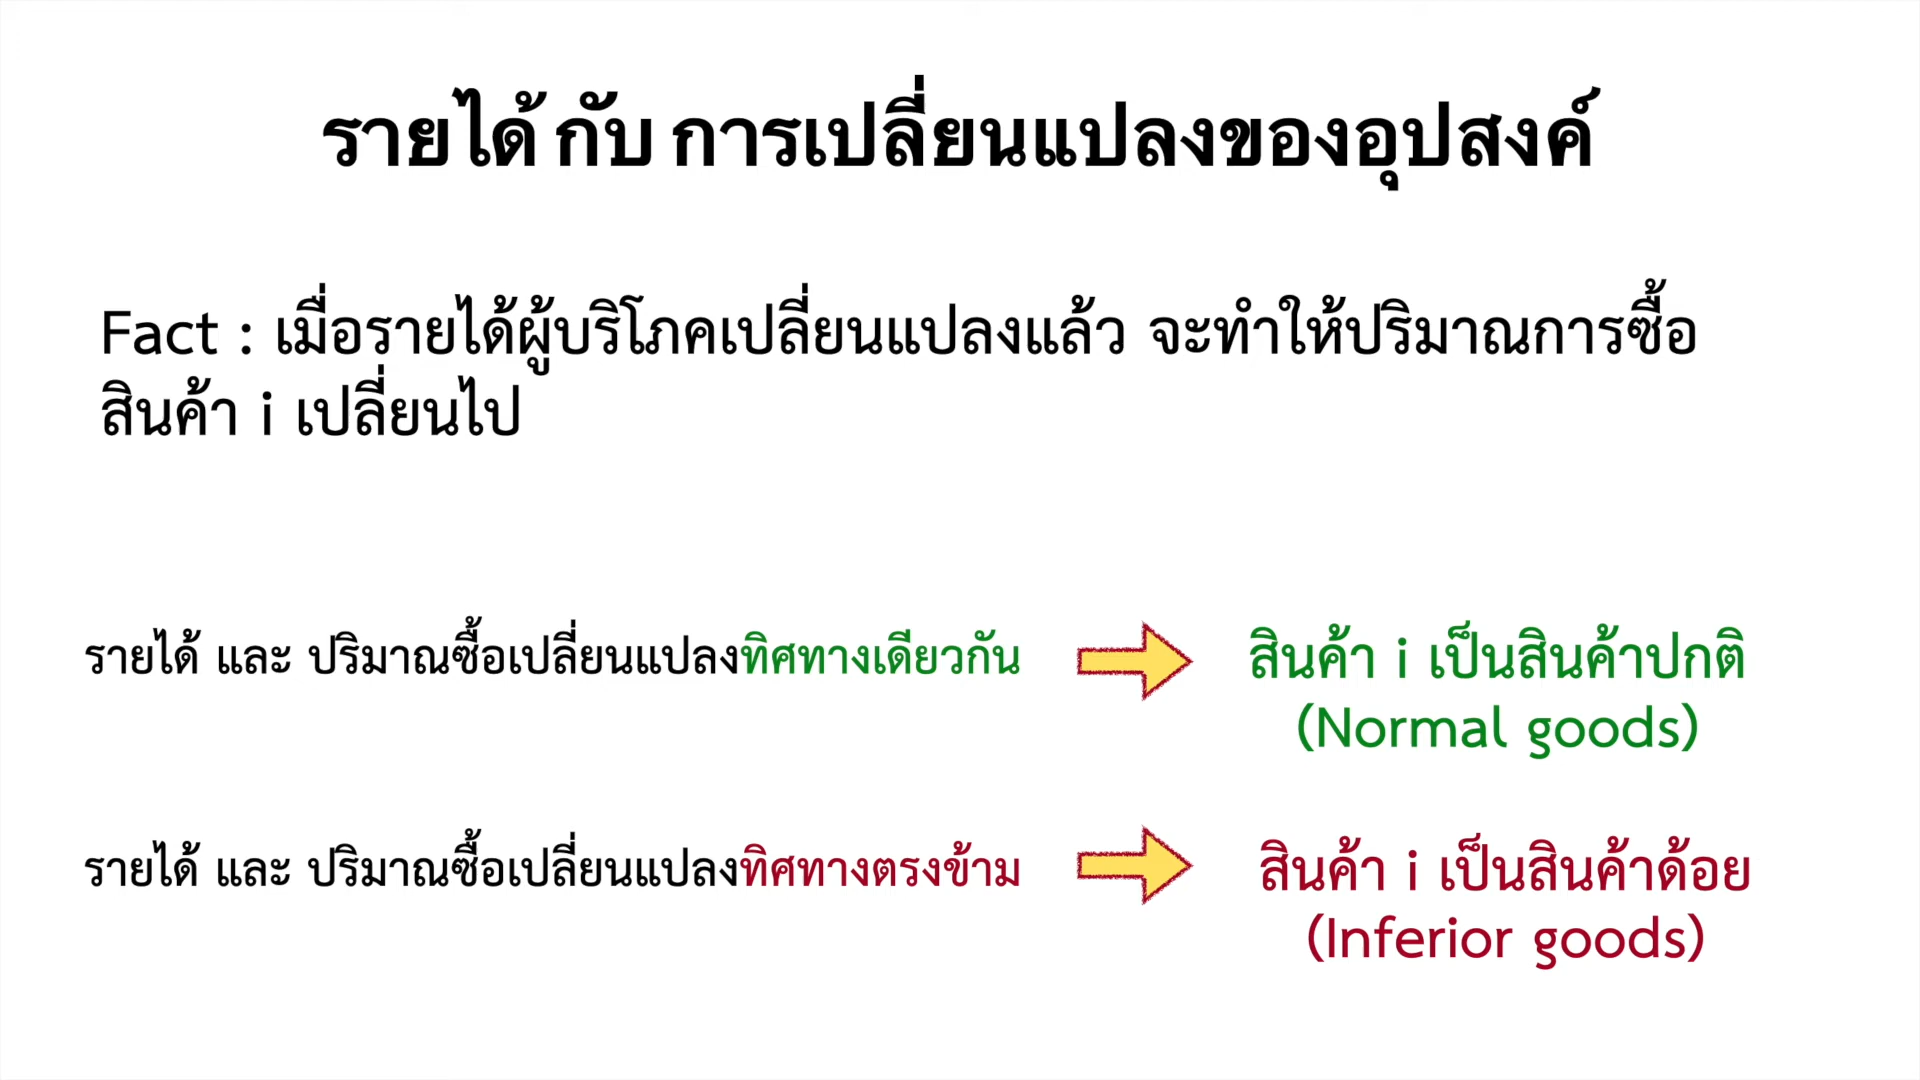 รายได้ กับ การเปลี่ยนแปลงของอุปสงค์
Fact : เมื่อรายได้ผู้บริโภคเปลี่ยนแปลงแล้ว จะทำให้ปริมาณการซื้อ
สินค้า i เปลี่ยนไป
รายได้ และ ปริมาณซื้อเปลี่ยนแปลงทิศทางเดียวกัน
สินค้า i เป็นสินค้าปกติ
(Normal goods)
รายได้ และ ปริมาณซื้อเปลี่ยนแปลงทิศทางตรงข้าม
สินค้า i เป็นสินค้าด้อย
(Inferior goods)